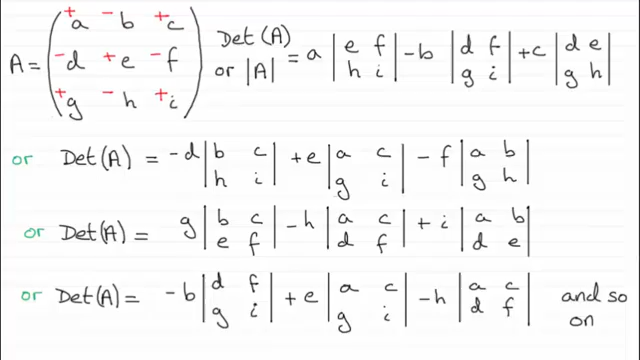 A = ( +a -b +c Det(A) = a | e f | -b | d f | +c | d e |
-d +e -f or |A| | h i | | g i | | g h |
+g -h +i )
or Det(A) = -d | b c | +e | a c | - f | a b |
| h i | | g i | | g h |
or Det(A) = g | b c | -h | a c | + i | a b |
| e f | | d f | | d e |
or Det(A) = -b | d f | + e | a c | -h | a c | and so
| g i | | g i | | d f | on